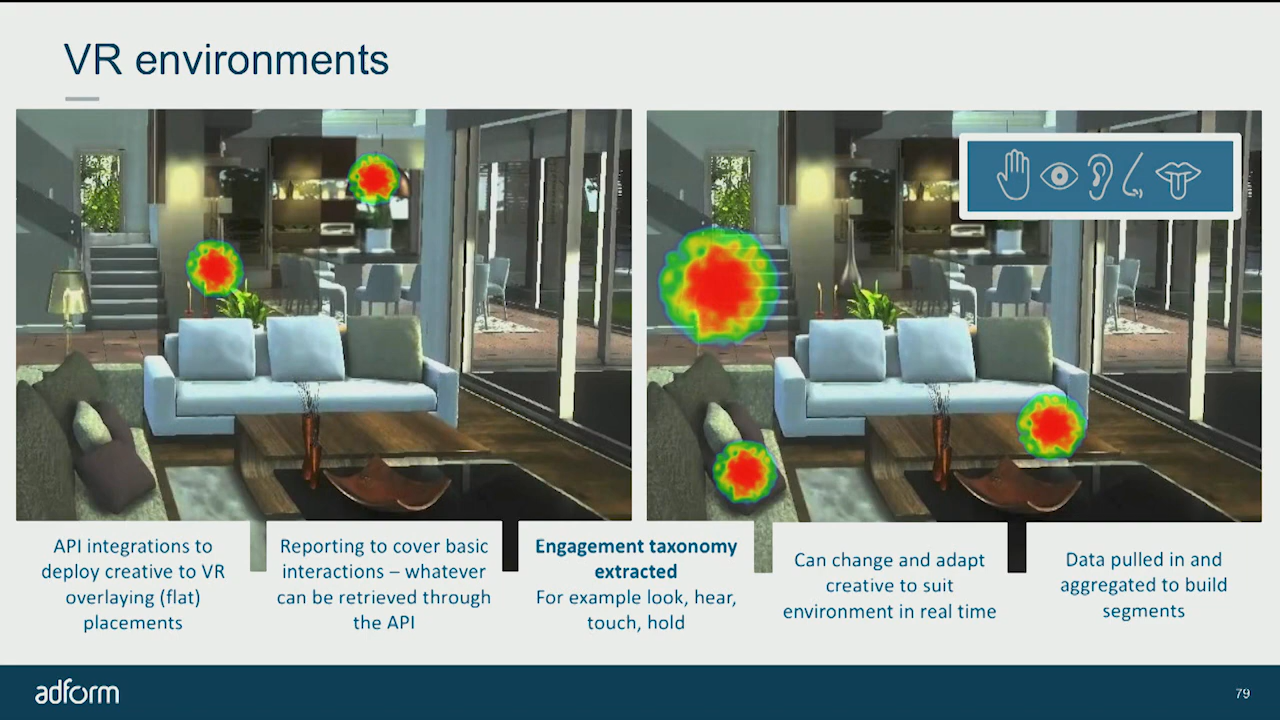 VR environments
API integrations to
deploy creative to VR
overlaying (flat)
placements
Reporting to cover basic
interactions – whatever
can be retrieved through
the API
Engagement taxonomy
extracted
For example look, hear,
touch, hold
Can change and adapt
creative to suit
environment in real time
Data pulled in and
aggregated to build
segments
adform
79